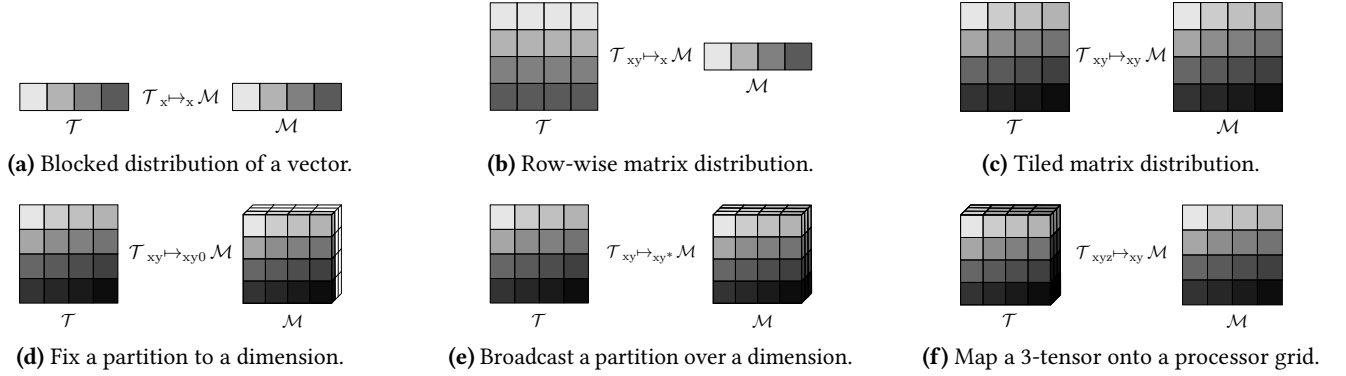 𝒯 x↦x ℳ
𝒯
ℳ
(a) Blocked distribution of a vector.
𝒯 xy↦x ℳ
𝒯
ℳ
(b) Row-wise matrix distribution.
𝒯 xy↦xy ℳ
𝒯
ℳ
(c) Tiled matrix distribution.
𝒯 xy↦xy0 ℳ
𝒯
ℳ
(d) Fix a partition to a dimension.
𝒯 xy↦xy* ℳ
𝒯
ℳ
(e) Broadcast a partition over a dimension.
𝒯 xyz↦xy ℳ
𝒯
ℳ
(f) Map a 3-tensor onto a processor grid.